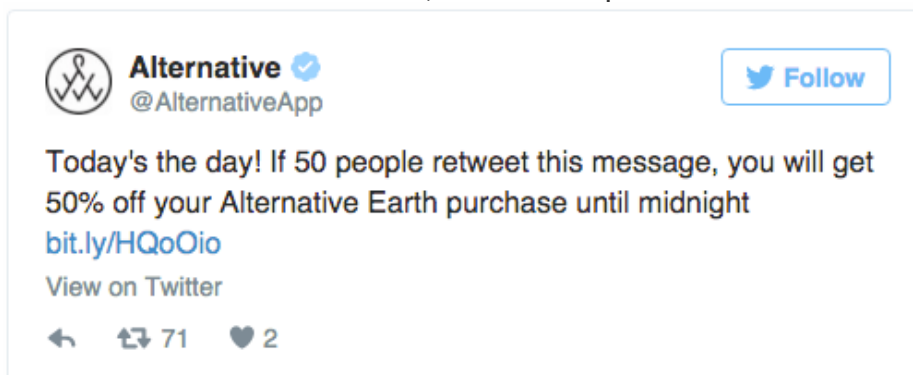 Alternative
@AlternativeApp
Follow
Today's the day! If 50 people retweet this message, you will get
50% off your Alternative Earth purchase until midnight
bit.ly/HQoOio
View on Twitter
71 2